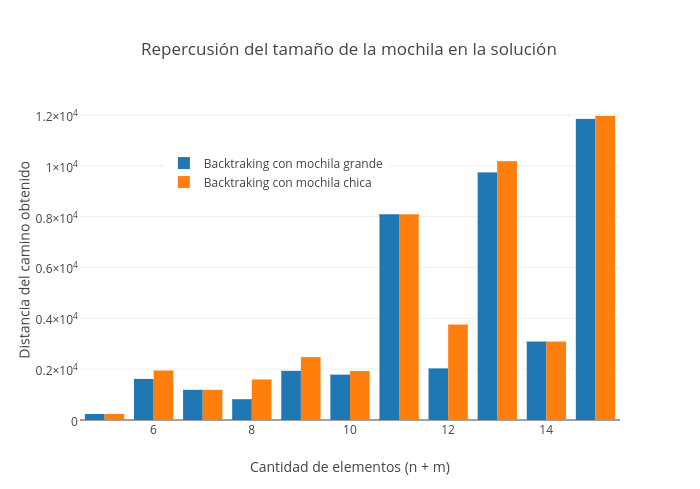 Repercusión del tamaño de la mochila en la solución
Distancia del camino obtenido
1.2×10⁴
1×10⁴
0.8×10⁴
0.6×10⁴
0.4×10⁴
0.2×10⁴
0
Backtraking con mochila grande
Backtraking con mochila chica
6 8 10 12 14
Cantidad de elementos (n + m)